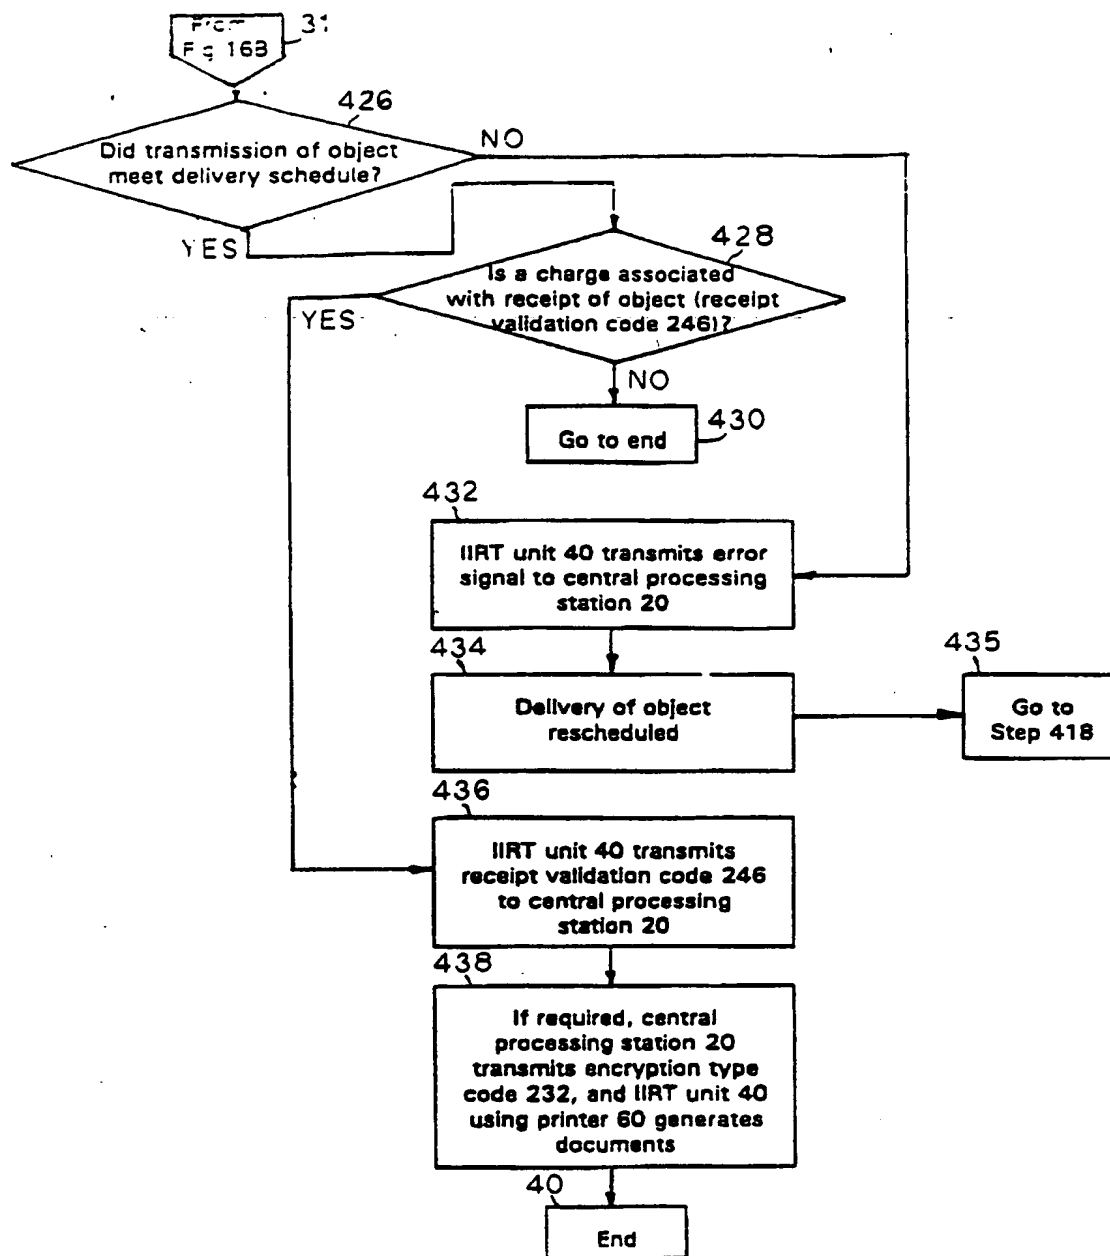 From
Fig 16B
31
426
Did transmission of object
meet delivery schedule?
NO
YES
428
Is a charge associated
with receipt of object (receipt
validation code 246)?
YES
NO
Go to end
430
432
IIRT unit 40 transmits error
signal to central processing
station 20
434
Delivery of object
rescheduled
435
Go to
Step 418
436
IIRT unit 40 transmits
receipt validation code 246
to central processing
station 20
438
If required, central
processing station 20
transmits encryption type
code 232, and IIRT unit 40
using printer 60 generates
documents
40
End